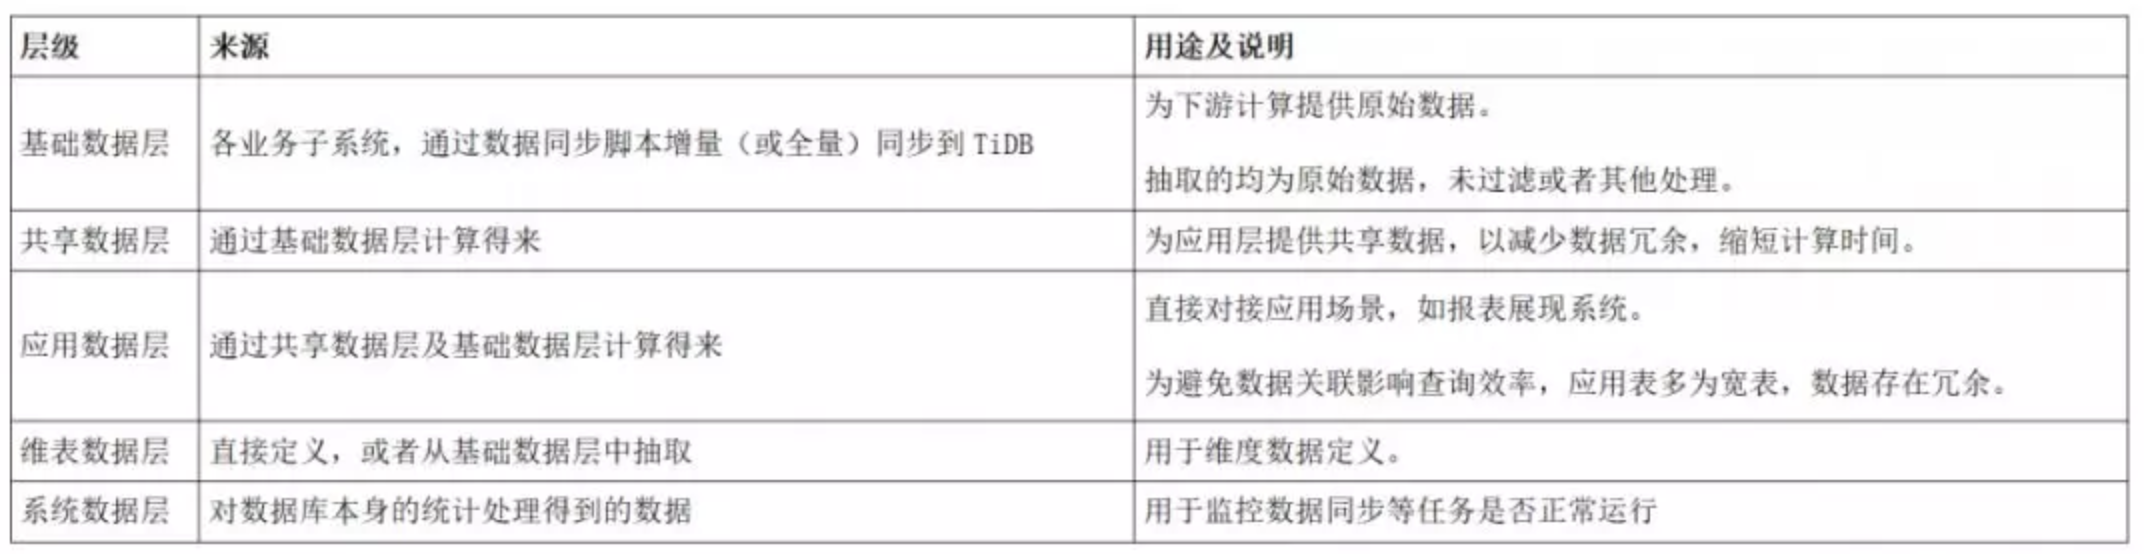 层级 来源 用途及说明
基础数据层 各业务子系统，通过数据同步脚本增量（或全量）同步到 TiDB 为下游计算提供原始数据。
抽取的均为原始数据，未过滤或者其他处理。
共享数据层 通过基础数据层计算得来 为应用层提供共享数据，以减少数据冗余，缩短计算时间。
应用数据层 通过共享数据层及基础数据层计算得来 直接对接应用场景，如报表展现系统。
为避免数据关联影响查询效率，应用表多为宽表，数据存在冗余。
维表数据层 直接定义，或者从基础数据层中抽取 用于维度数据定义。
系统数据层 对数据库本身的统计处理得到的数据 用于监控数据同步等任务是否正常运行